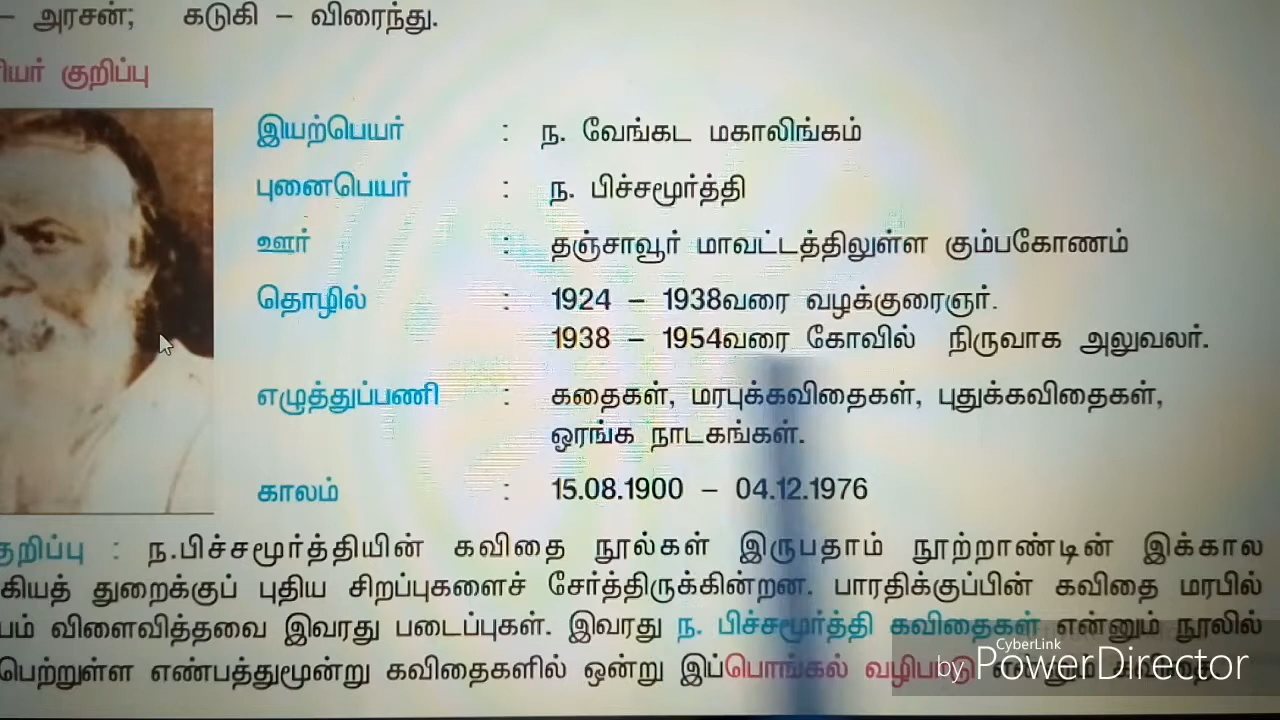 – அரசன்; கடுகி – விரைந்து.
குறிப்பு
இயற்பெயர் : ந. வேங்கட மகாலிங்கம்
புனைபெயர் : ந. பிச்சமூர்த்தி
ஊர் : தஞ்சாவூர் மாவட்டத்திலுள்ள கும்பகோணம்
தொழில் : 1924 – 1938வரை வழக்குரைஞர்.
1938 – 1954வரை கோவில் நிருவாக அலுவலர்.
எழுத்துப்பணி : கதைகள், மரபுக்கவிதைகள், புதுக்கவிதைகள்,
ஓரங்க நாடகங்கள்.
காலம் : 15.08.1900 – 04.12.1976
குறிப்பு : ந.பிச்சமூர்த்தியின் கவிதை நூல்கள் இருபதாம் நூற்றாண்டின் இக்கால
துறைக்குப் புதிய சிறப்புகளைச் சேர்த்திருக்கின்றன. பாரதிக்குப்பின் கவிதை மரபில்
விளைவித்தவை இவரது படைப்புகள். இவரது ந. பிச்சமூர்த்தி கவிதைகள் என்னும் நூலில்
பெற்றுள்ள எண்பத்துமூன்று கவிதைகளில் ஒன்று இப்பொங்கல் வழிபாடு என்னும் கவிதை
CyberLink
by PowerDirector